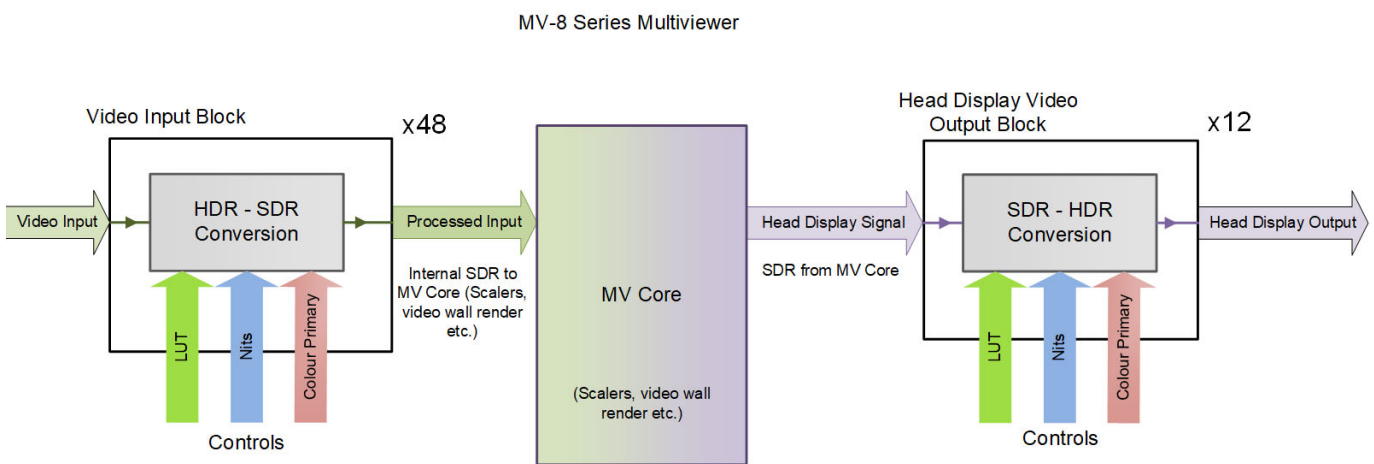 MV-8 Series Multiviewer
Video Input Block
x48
Video Input
HDR - SDR
Conversion
LUT
Nits
Colour Primary
Controls
Processed Input
Internal SDR to
MV Core (Scalers,
video wall render
etc.)
MV Core
(Scalers, video wall
render etc.)
Head Display Signal
SDR from MV Core
Head Display Video
Output Block
x12
SDR - HDR
Conversion
LUT
Nits
Colour Primary
Controls
Head Display Output